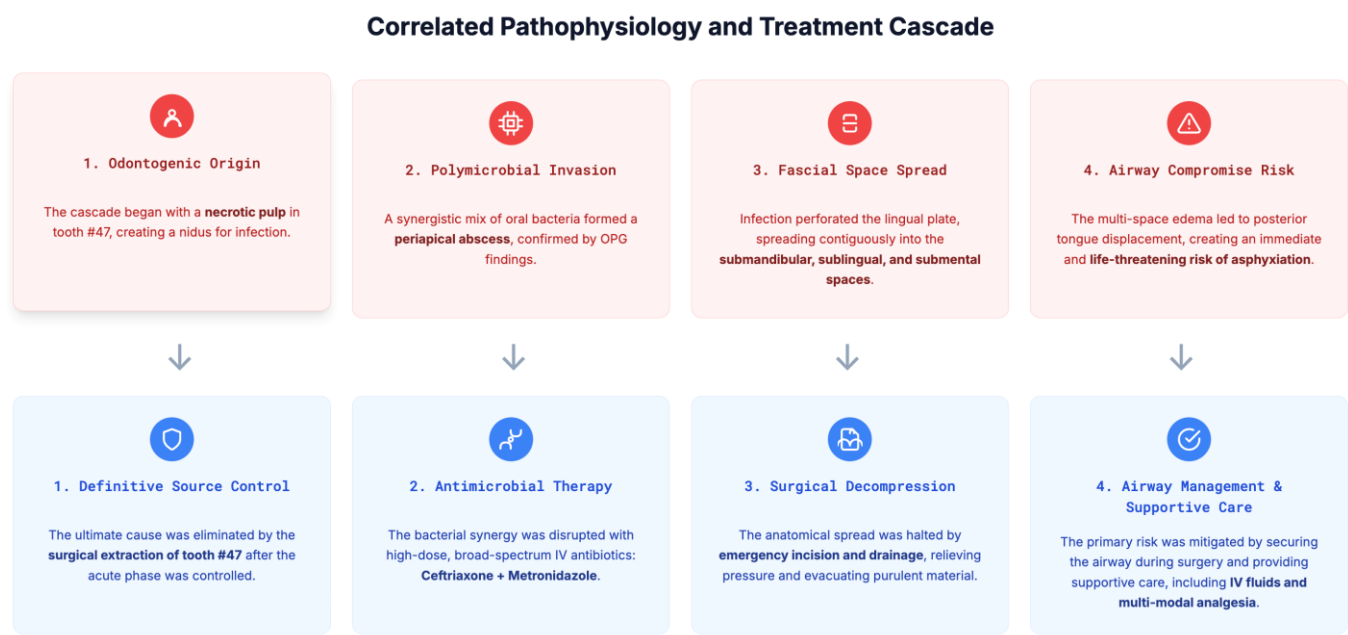 Correlated Pathophysiology and Treatment Cascade
1. Odontogenic Origin
The cascade began with a necrotic pulp in
tooth #47, creating a nidus for infection.
2. Polymicrobial Invasion
A synergistic mix of oral bacteria formed a
periapical abscess, confirmed by OPG
findings.
3. Fascial Space Spread
Infection perforated the lingual plate,
spreading contiguously into the
submandibular, sublingual, and submental
spaces.
4. Airway Compromise Risk
The multi-space edema led to posterior
tongue displacement, creating an immediate
and life-threatening risk of asphyxiation.
1. Definitive Source Control
The ultimate cause was eliminated by the
surgical extraction of tooth #47 after the
acute phase was controlled.
2. Antimicrobial Therapy
The bacterial synergy was disrupted with
high-dose, broad-spectrum IV antibiotics:
Ceftriaxone + Metronidazole.
3. Surgical Decompression
The anatomical spread was halted by
emergency incision and drainage, relieving
pressure and evacuating purulent material.
4. Airway Management &
Supportive Care
The primary risk was mitigated by securing
the airway during surgery and providing
supportive care, including IV fluids and
multi-modal analgesia.